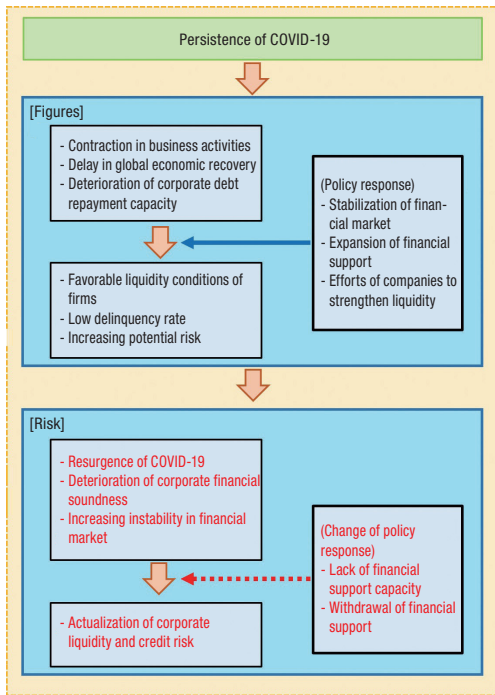 Persistence of COVID-19
[Figures]
- Contraction in business activities
- Delay in global economic recovery
- Deterioration of corporate debt
repayment capacity
(Policy response)
- Stabilization of finan-
cial market
- Expansion of financial
support
- Efforts of companies to
strengthen liquidity
- Favorable liquidity conditions of
firms
- Low delinquency rate
- Increasing potential risk
[Risk]
- Resurgence of COVID-19
- Deterioration of corporate financial
soundness
- Increasing instability in financial
market
(Change of policy
response)
- Lack of financial
support capacity
- Withdrawal of financial
support
- Actualization of corporate
liquidity and credit risk